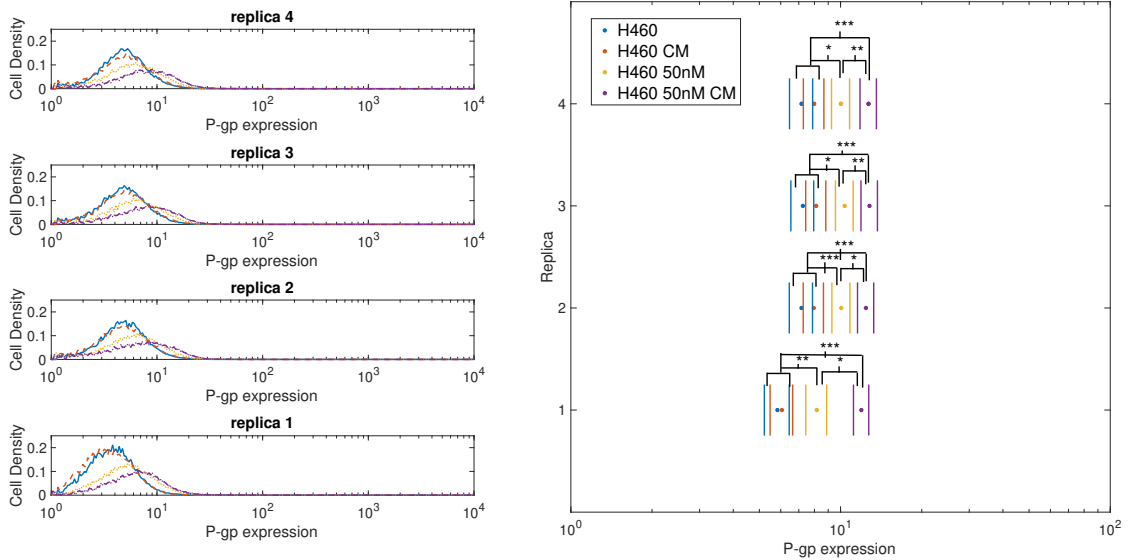 replica 4
Cell Density
0.2
0.1
0
10^0 10^1 10^2 10^3 10^4
P-gp expression
replica 3
Cell Density
0.2
0.1
0
10^0 10^1 10^2 10^3 10^4
P-gp expression
replica 2
Cell Density
0.2
0.1
0
10^0 10^1 10^2 10^3 10^4
P-gp expression
replica 1
Cell Density
0.2
0.1
0
10^0 10^1 10^2 10^3 10^4
P-gp expression
H460
H460 CM
H460 50nM
H460 50nM CM
***
* **
4
***
* **
3
Replica
***
*** *
2
***
** *
1
10^0 10^1 10^2
P-gp expression